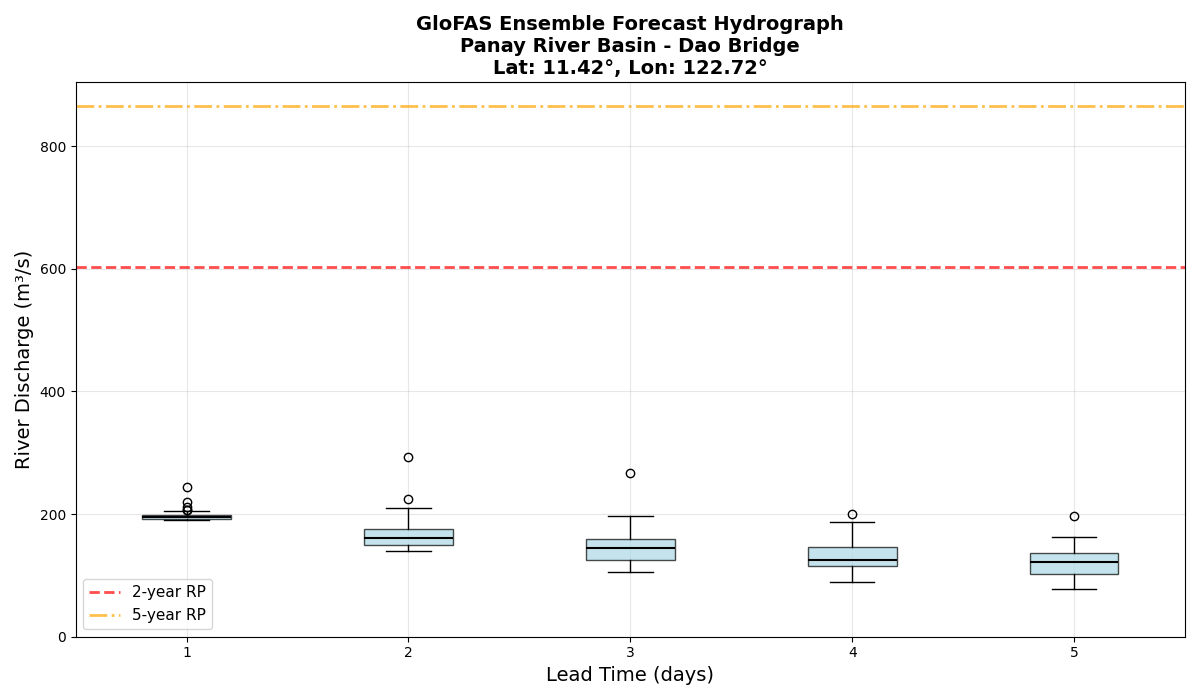 GloFAS Ensemble Forecast Hydrograph
Panay River Basin - Dao Bridge
Lat: 11.42°, Lon: 122.72°
River Discharge (m³/s)
800
600
400
200
0
2-year RP
5-year RP
1 2 3 4 5
Lead Time (days)